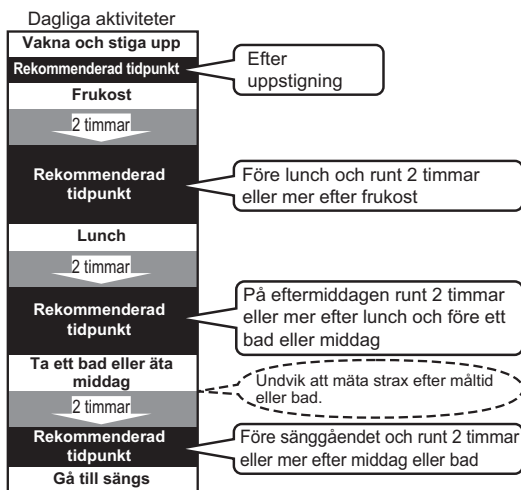 Dagliga aktiviteter
Vakna och stiga upp
Rekommenderad tidpunkt
Efter
uppstigning
Frukost
2 timmar
Rekommenderad
tidpunkt
Före lunch och runt 2 timmar
eller mer efter frukost
Lunch
2 timmar
Rekommenderad
tidpunkt
På eftermiddagen runt 2 timmar
eller mer efter lunch och före ett
bad eller middag
Ta ett bad eller äta
middag
Undvik att mäta strax efter måltid
eller bad.
2 timmar
Rekommenderad
tidpunkt
Före sänggåendet och runt 2 timmar
eller mer efter middag eller bad
Gå till sängs